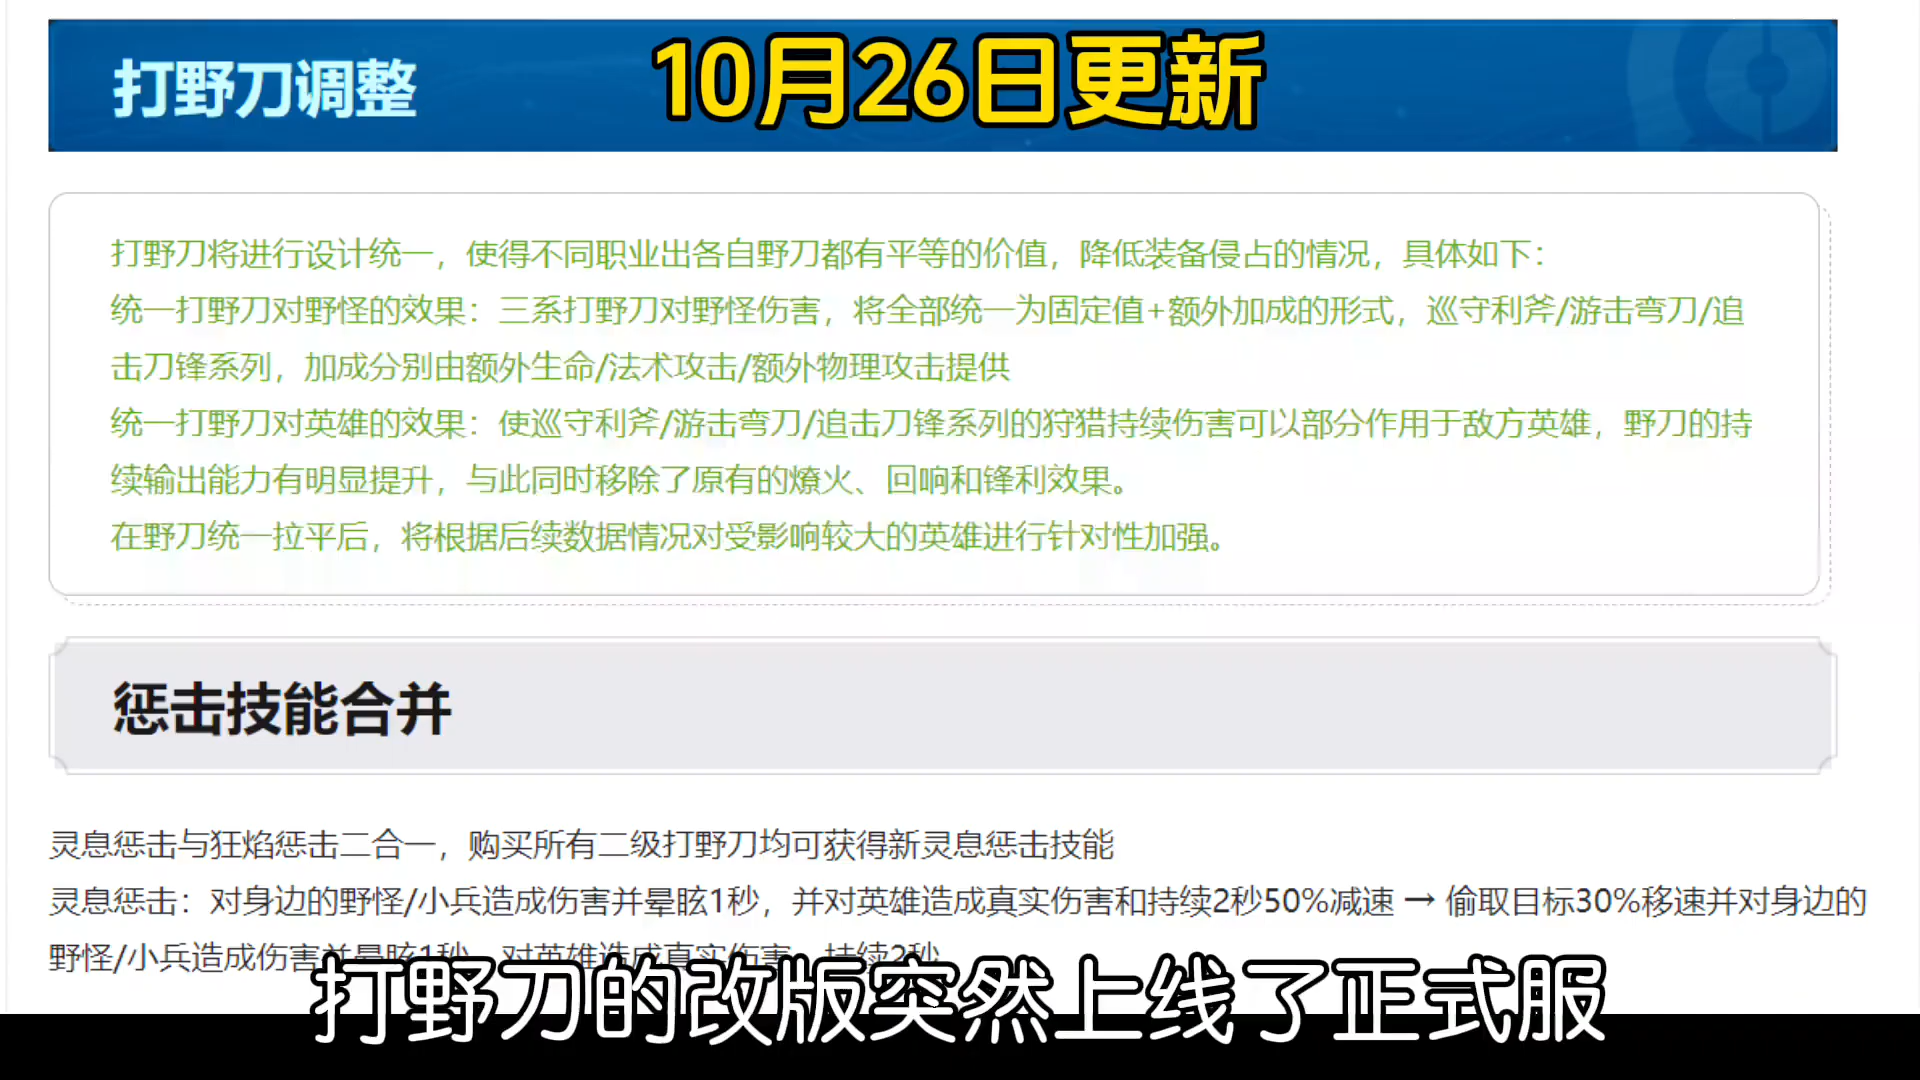 打野刀调整
10月26日更新
打野刀将进行设计统一，使得不同职业出各自野刀都有平等的价值，降低装备侵占的情况，具体如下：
统一打野刀对野怪的效果：三系打野刀对野怪伤害，将全部统一为固定值+额外加成的形式，巡守利斧/游击弯刀/追
击刀锋系列，加成分别由额外生命/法术攻击/额外物理攻击提供
统一打野刀对英雄的效果：使巡守利斧/游击弯刀/追击刀锋系列的狩猎持续伤害可以部分作用于敌方英雄，野刀的持
续输出能力有明显提升，与此同时移除了原有的燎火、回响和锋利效果。
在野刀统一拉平后，将根据后续数据情况对受影响较大的英雄进行针对性加强。
惩击技能合并
灵息惩击与狂焰惩击二合一，购买所有二级打野刀均可获得新灵息惩击技能
灵息惩击：对身边的野怪/小兵造成伤害并晕眩1秒，并对英雄造成真实伤害和持续2秒50%减速 → 偷取目标30%移速并对身边的
野怪/小兵造成伤害并晕眩1秒，对英雄造成真实伤害，持续2秒
打野刀的改版突然上线了正式服